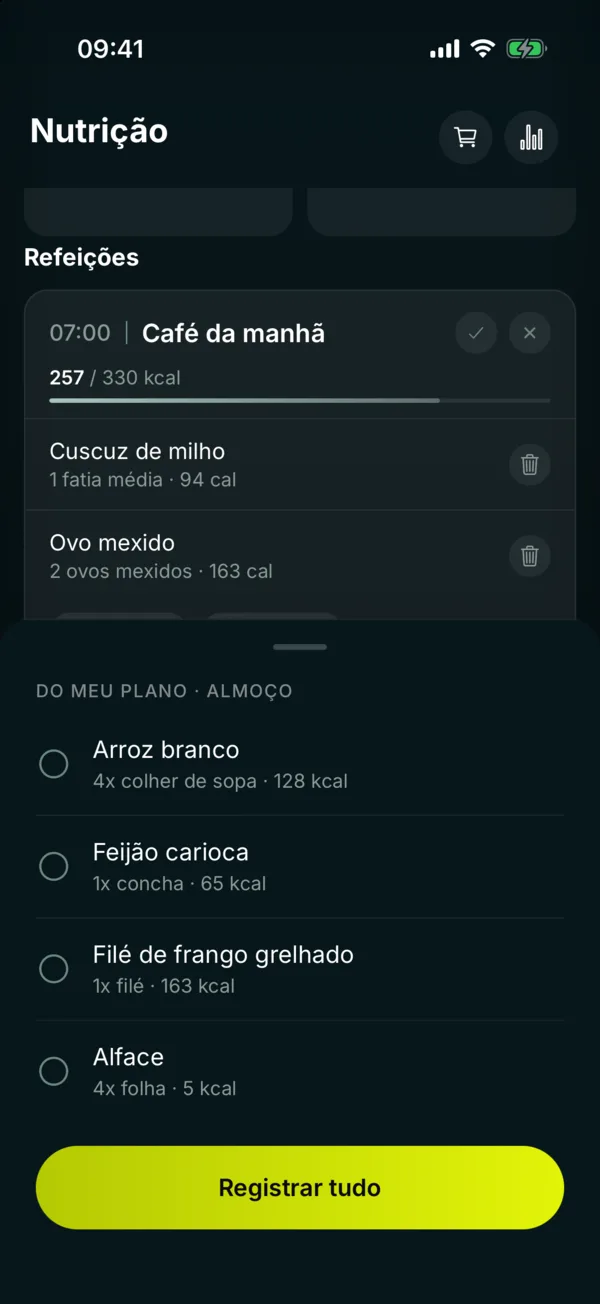 09:41
Nutrição
Refeições
07:00 | Café da manhã
257 / 330 kcal
Cuscuz de milho
1 fatia média · 94 cal
Ovo mexido
2 ovos mexidos · 163 cal
DO MEU PLANO · ALMOÇO
Arroz branco
4x colher de sopa · 128 kcal
Feijão carioca
1x concha · 65 kcal
Filé de frango grelhado
1x filé · 163 kcal
Alface
4x folha · 5 kcal
Registrar tudo